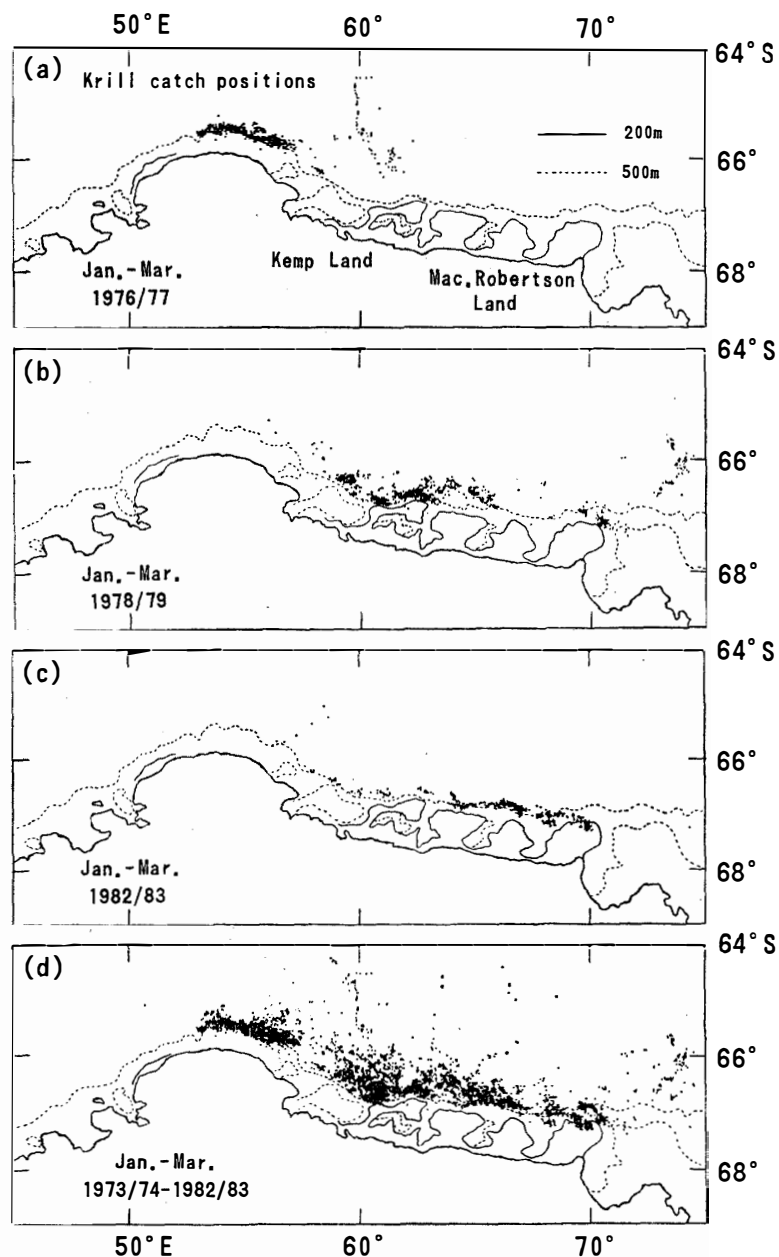 50°E 60° 70°
64°S
(a) Krill catch positions
200m
66°
500m
Kemp Land
Jan.-Mar.
1976/77
Mac.Robertson
Land
68°
64°S
(b)
66°
Jan.-Mar.
1978/79
68°
64°S
(c)
66°
Jan.-Mar.
1982/83
68°
64°S
(d)
66°
Jan.-Mar.
1973/74-1982/83
68°
50°E 60° 70°